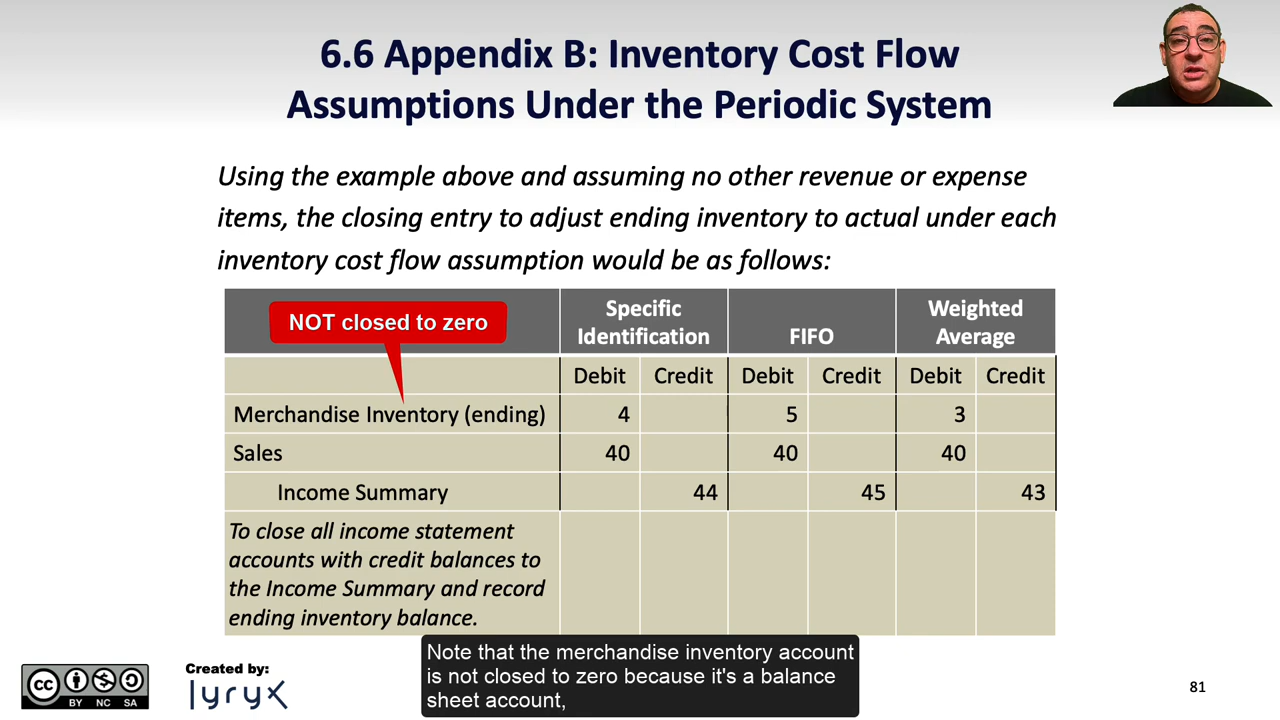 6.6 Appendix B: Inventory Cost Flow
Assumptions Under the Periodic System
Using the example above and assuming no other revenue or expense
items, the closing entry to adjust ending inventory to actual under each
inventory cost flow assumption would be as follows:
NOT closed to zero
Specific
Identification
FIFO
Weighted
Average
Debit Credit Debit Credit Debit Credit
Merchandise Inventory (ending) 4 5 3
Sales 40 40 40
Income Summary 44 45 43
To close all income statement
accounts with credit balances to
the Income Summary and record
ending inventory balance.
Note that the merchandise inventory account
is not closed to zero because it's a balance
sheet account,
cc
BY NC SA
Created by:
lyryx
81